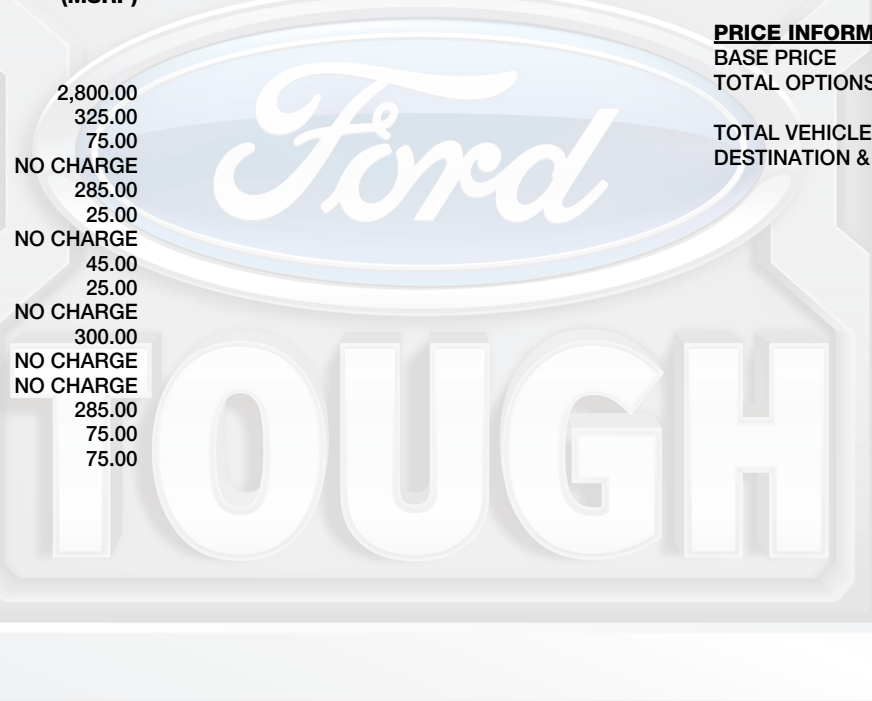 (MSRP)
2,800.00
325.00
75.00
NO CHARGE
285.00
25.00
NO CHARGE
45.00
25.00
NO CHARGE
300.00
NO CHARGE
NO CHARGE
285.00
75.00
75.00
PRICE INFORM
BASE PRICE
TOTAL OPTIONS
TOTAL VEHICLE
DESTINATION &
Ford
TOUGH